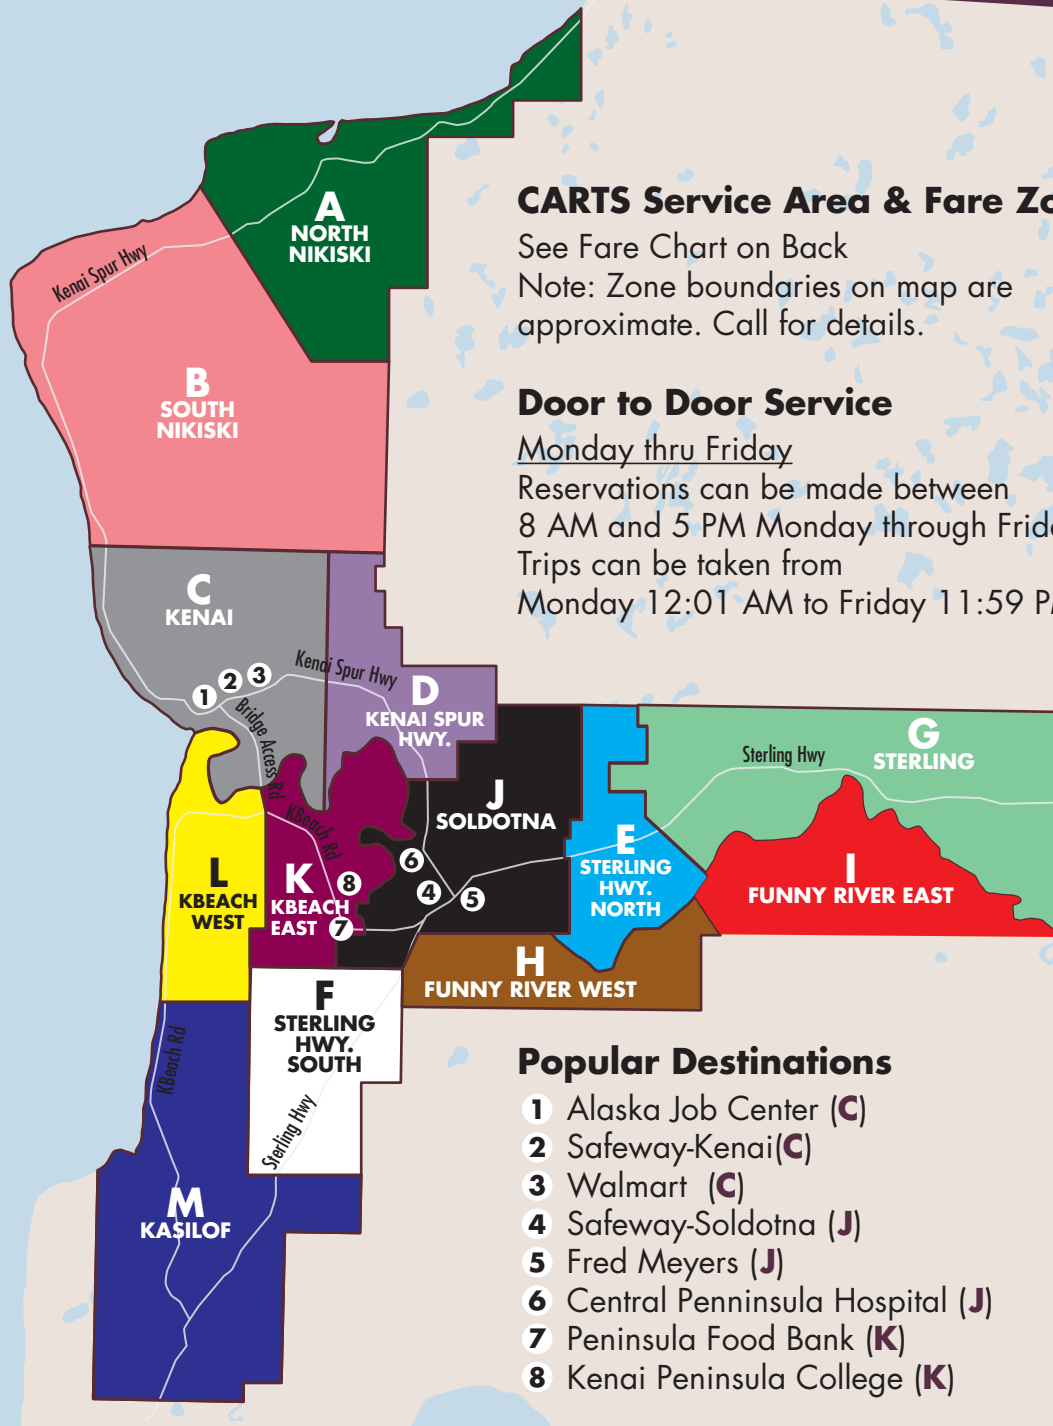 CARTS Service Area & Fare Zo
See Fare Chart on Back
Note: Zone boundaries on map are
approximate. Call for details.
Door to Door Service
Monday thru Friday
Reservations can be made between
8 AM and 5 PM Monday through Frid
Trips can be taken from
Monday 12:01 AM to Friday 11:59 P
A
NORTH
NIKISKI
Kenai Spur Hwy
B
SOUTH
NIKISKI
C
KENAI
1
2
3
Kenai Spur Hwy
Bridge Access Rd
D
KENAI SPUR
HWY.
G
STERLING
Sterling Hwy
J
SOLDOTNA
KBeach Rd
E
STERLING
HWY.
NORTH
I
FUNNY RIVER EAST
L
KBEACH
WEST
K
KBEACH
EAST
6
8
4
5
7
H
FUNNY RIVER WEST
F
STERLING
HWY.
SOUTH
KBeach Rd
Sterling Hwy
M
KASILOF
Popular Destinations
1 Alaska Job Center (C)
2 Safeway-Kenai(C)
3 Walmart (C)
4 Safeway-Soldotna (J)
5 Fred Meyers (J)
6 Central Penninsula Hospital (J)
7 Peninsula Food Bank (K)
8 Kenai Peninsula College (K)